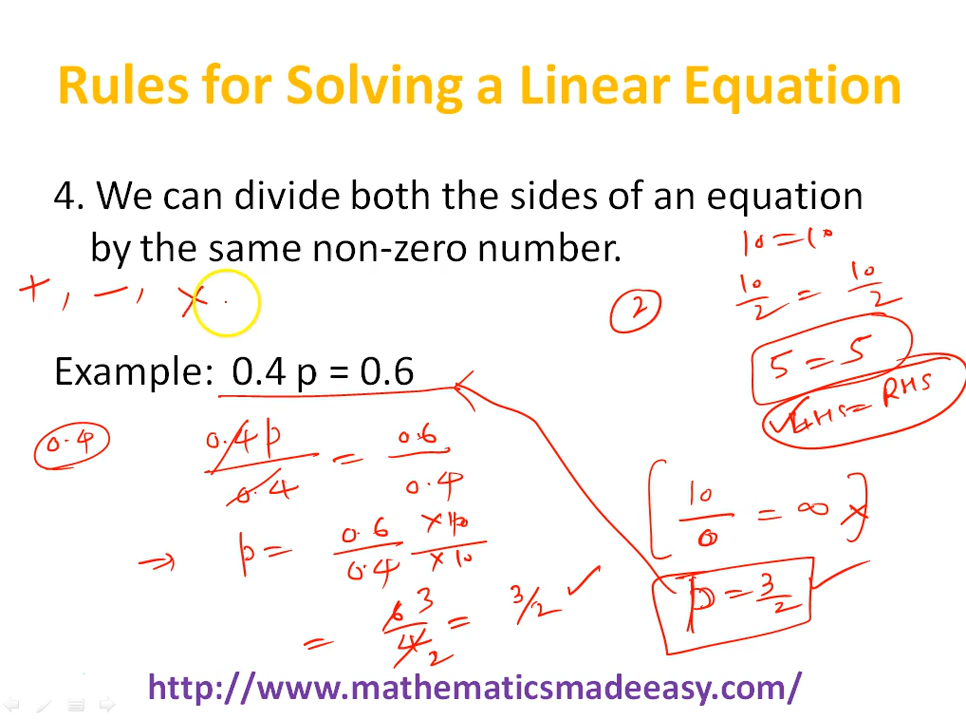 Rules for Solving a Linear Equation
4. We can divide both the sides of an equation
by the same non-zero number.
10 = 10
+, −, ×
2
10/2 = 10/2
5 = 5
LHS = RHS
Example: 0.4 p = 0.6
0.4
0.4p/0.4 = 0.6/0.4
10/0 = ∞ ×
⇒ p = 0.6/0.4 ×10/×10
p = 3/2
= 6/4 3/2 = 3/2 ✓
http://www.mathematicsmadeeasy.com/